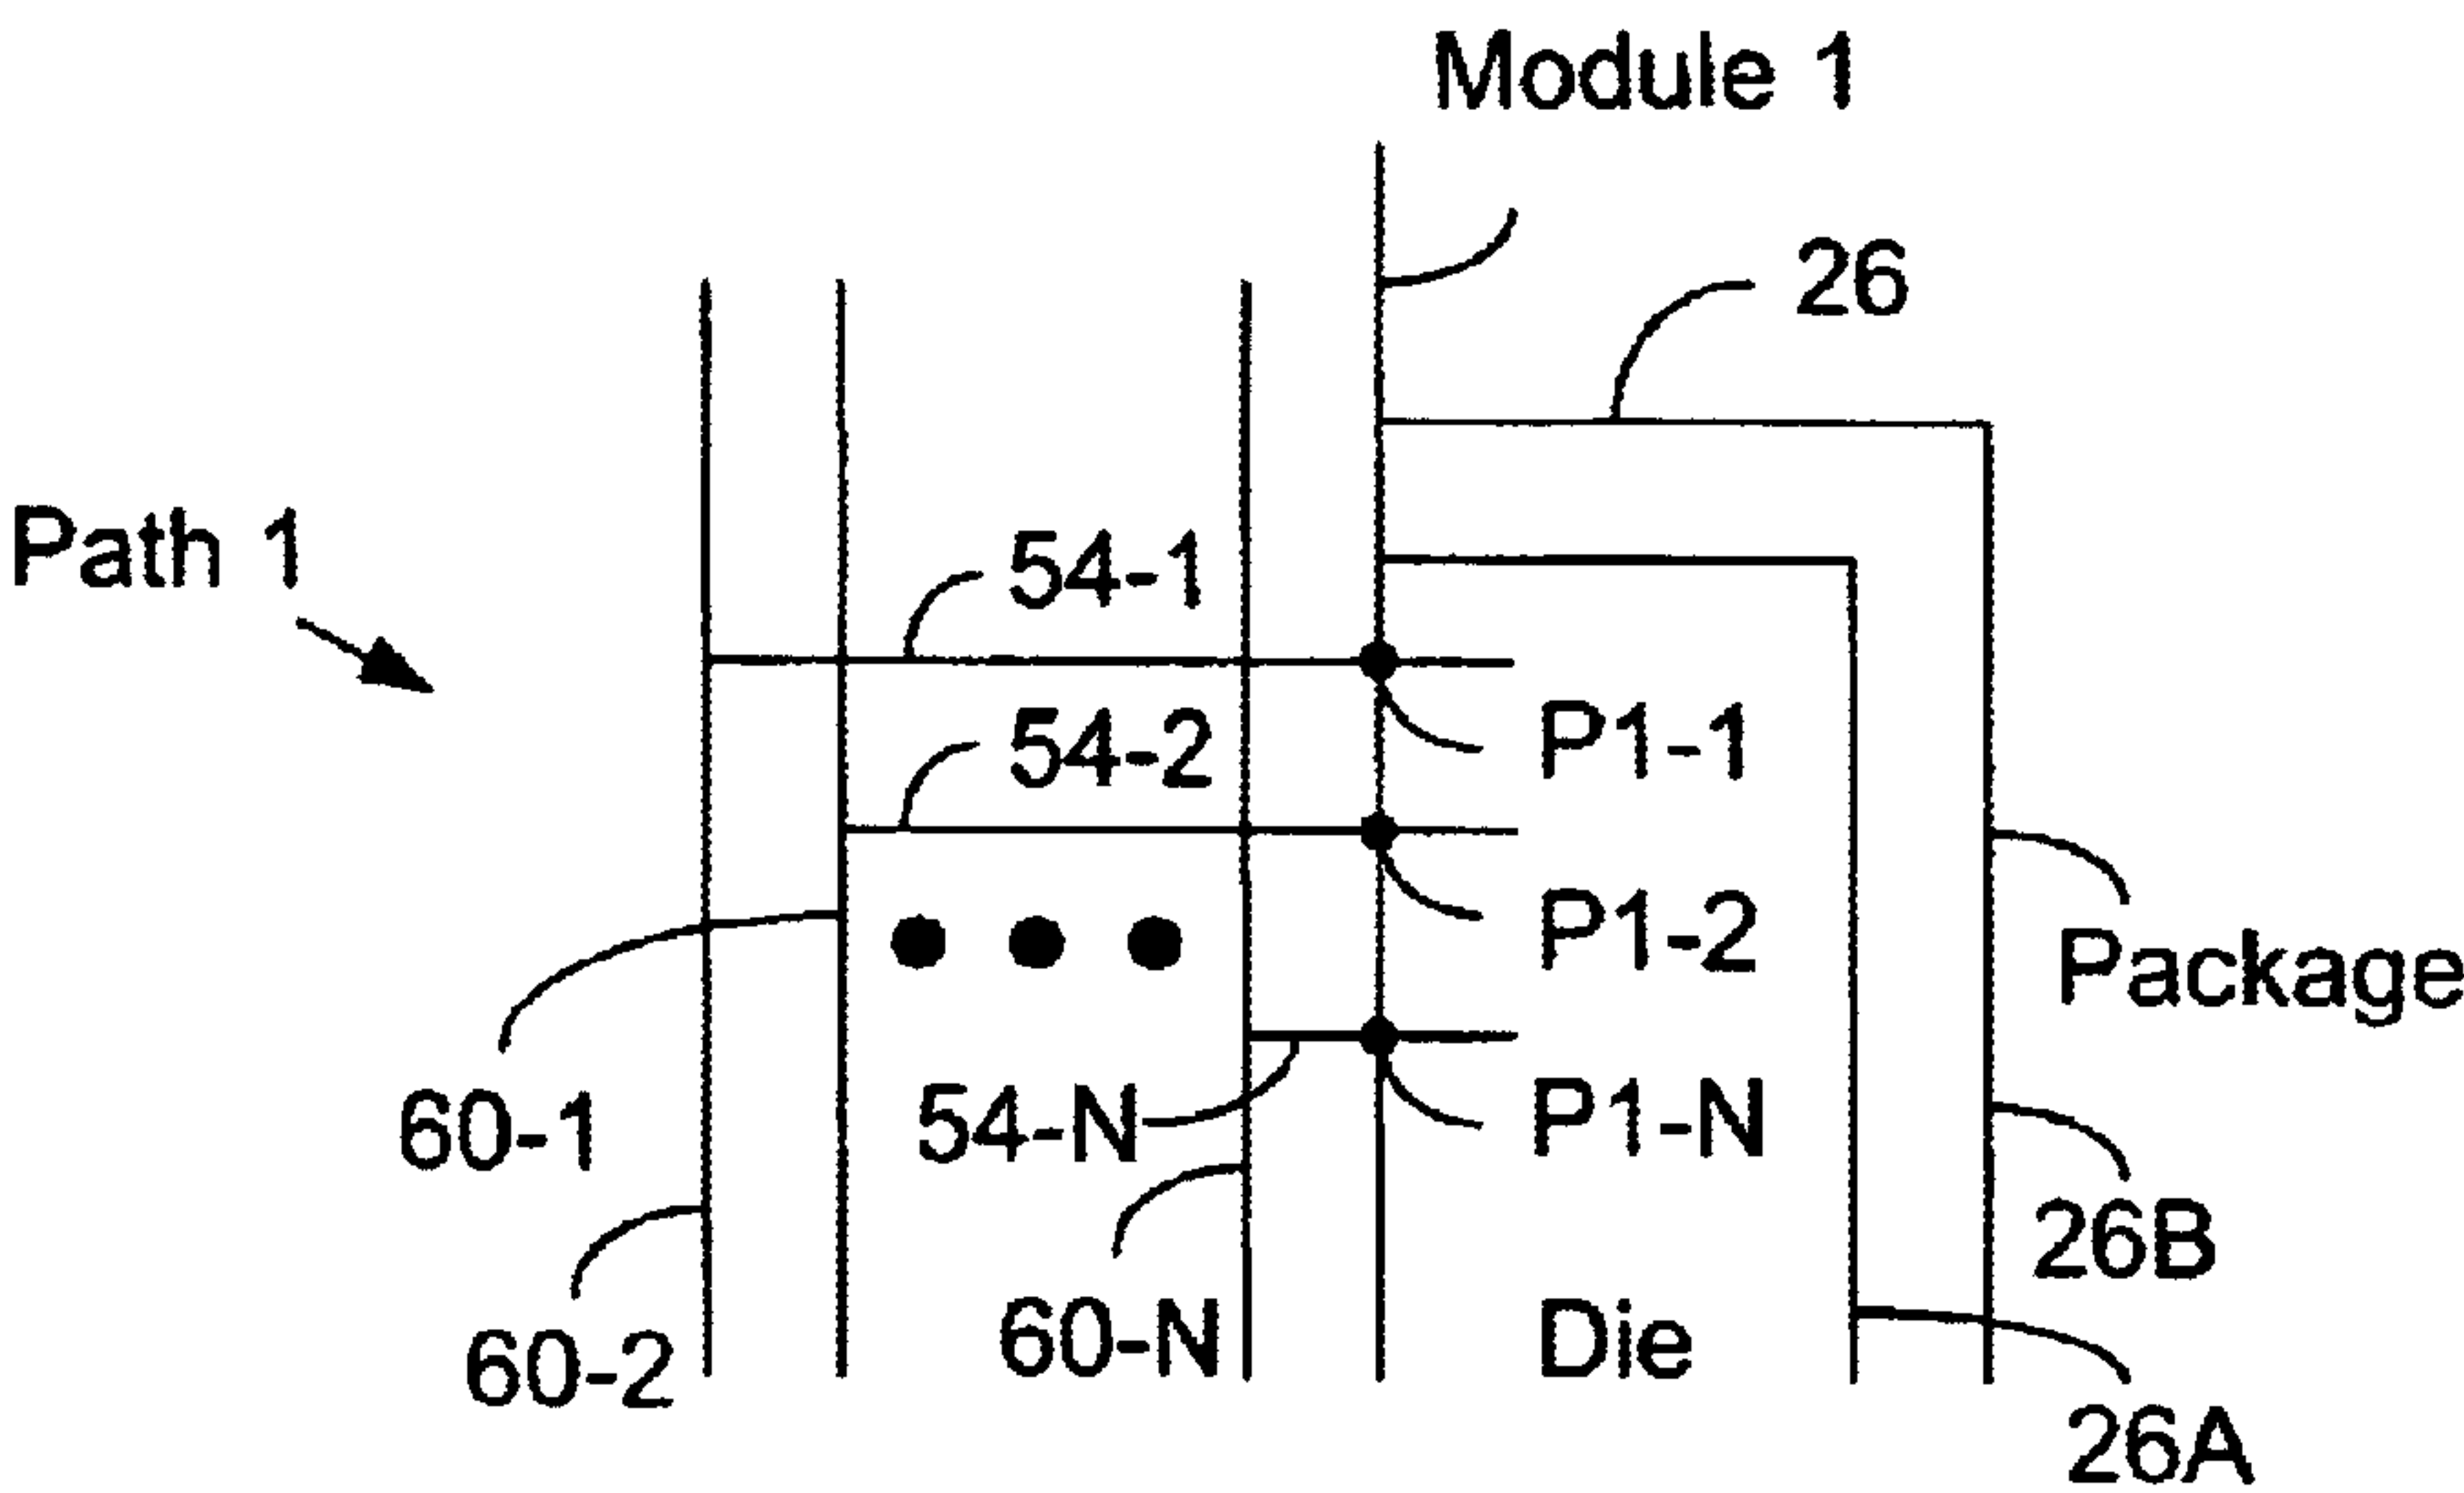 Module 1
26
Path 1
54-1
54-2
P1-1
P1-2
Package
60-1
54-N
P1-N
26B
60-2
60-N
Die
26A